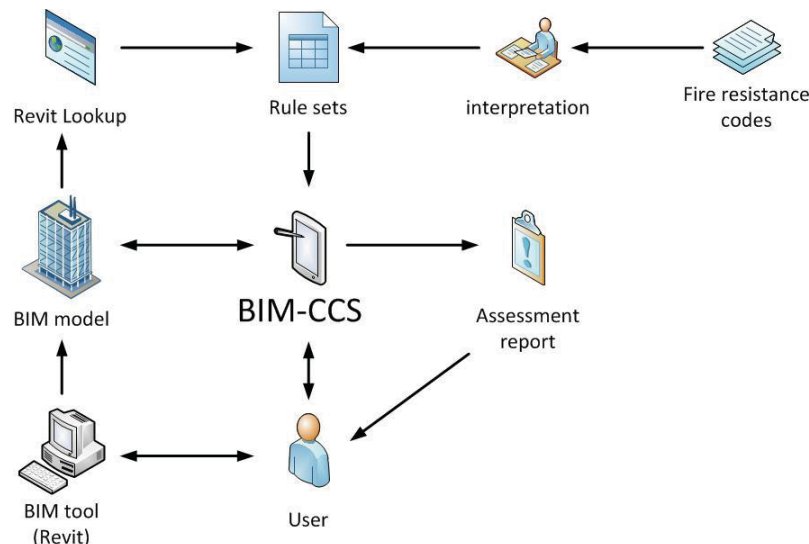 Revit Lookup
Rule sets
interpretation
Fire resistance
codes
BIM model
BIM-CCS
Assessment
report
BIM tool
(Revit)
User